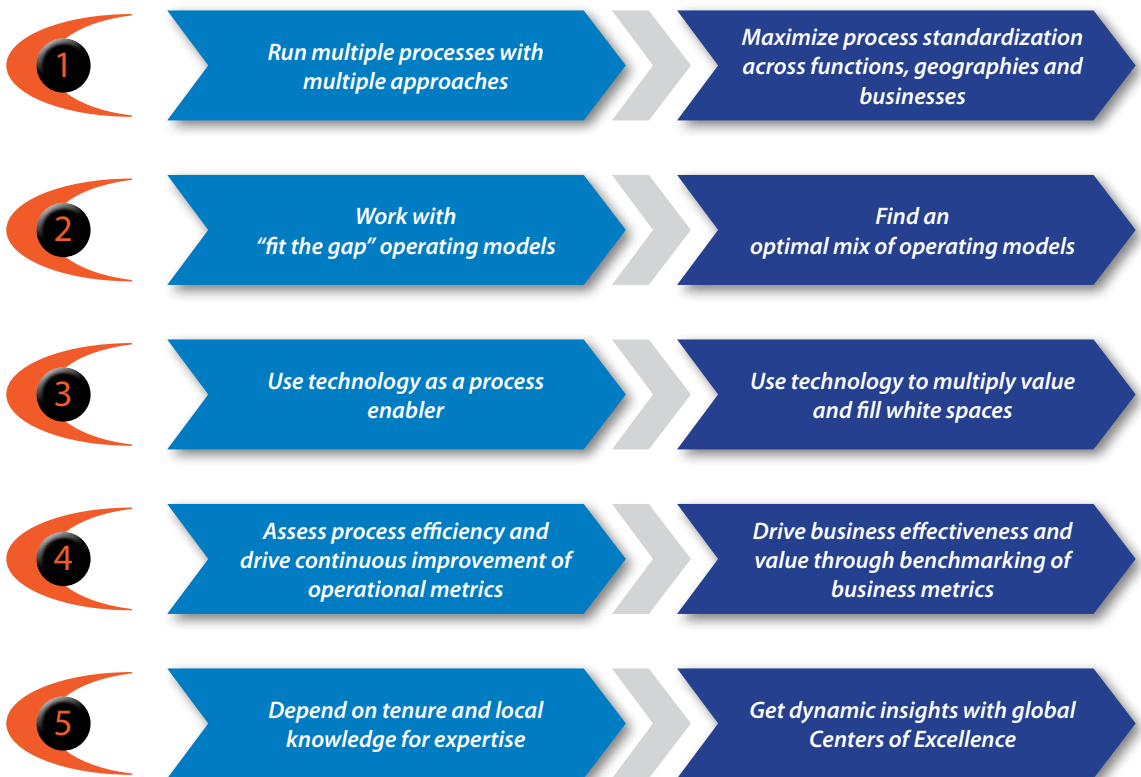 1
Run multiple processes with
multiple approaches
Maximize process standardization
across functions, geographies and
businesses
2
Work with
“fit the gap” operating models
Find an
optimal mix of operating models
3
Use technology as a process
enabler
Use technology to multiply value
and fill white spaces
4
Assess process efficiency and
drive continuous improvement of
operational metrics
Drive business effectiveness and
value through benchmarking of
business metrics
5
Depend on tenure and local
knowledge for expertise
Get dynamic insights with global
Centers of Excellence